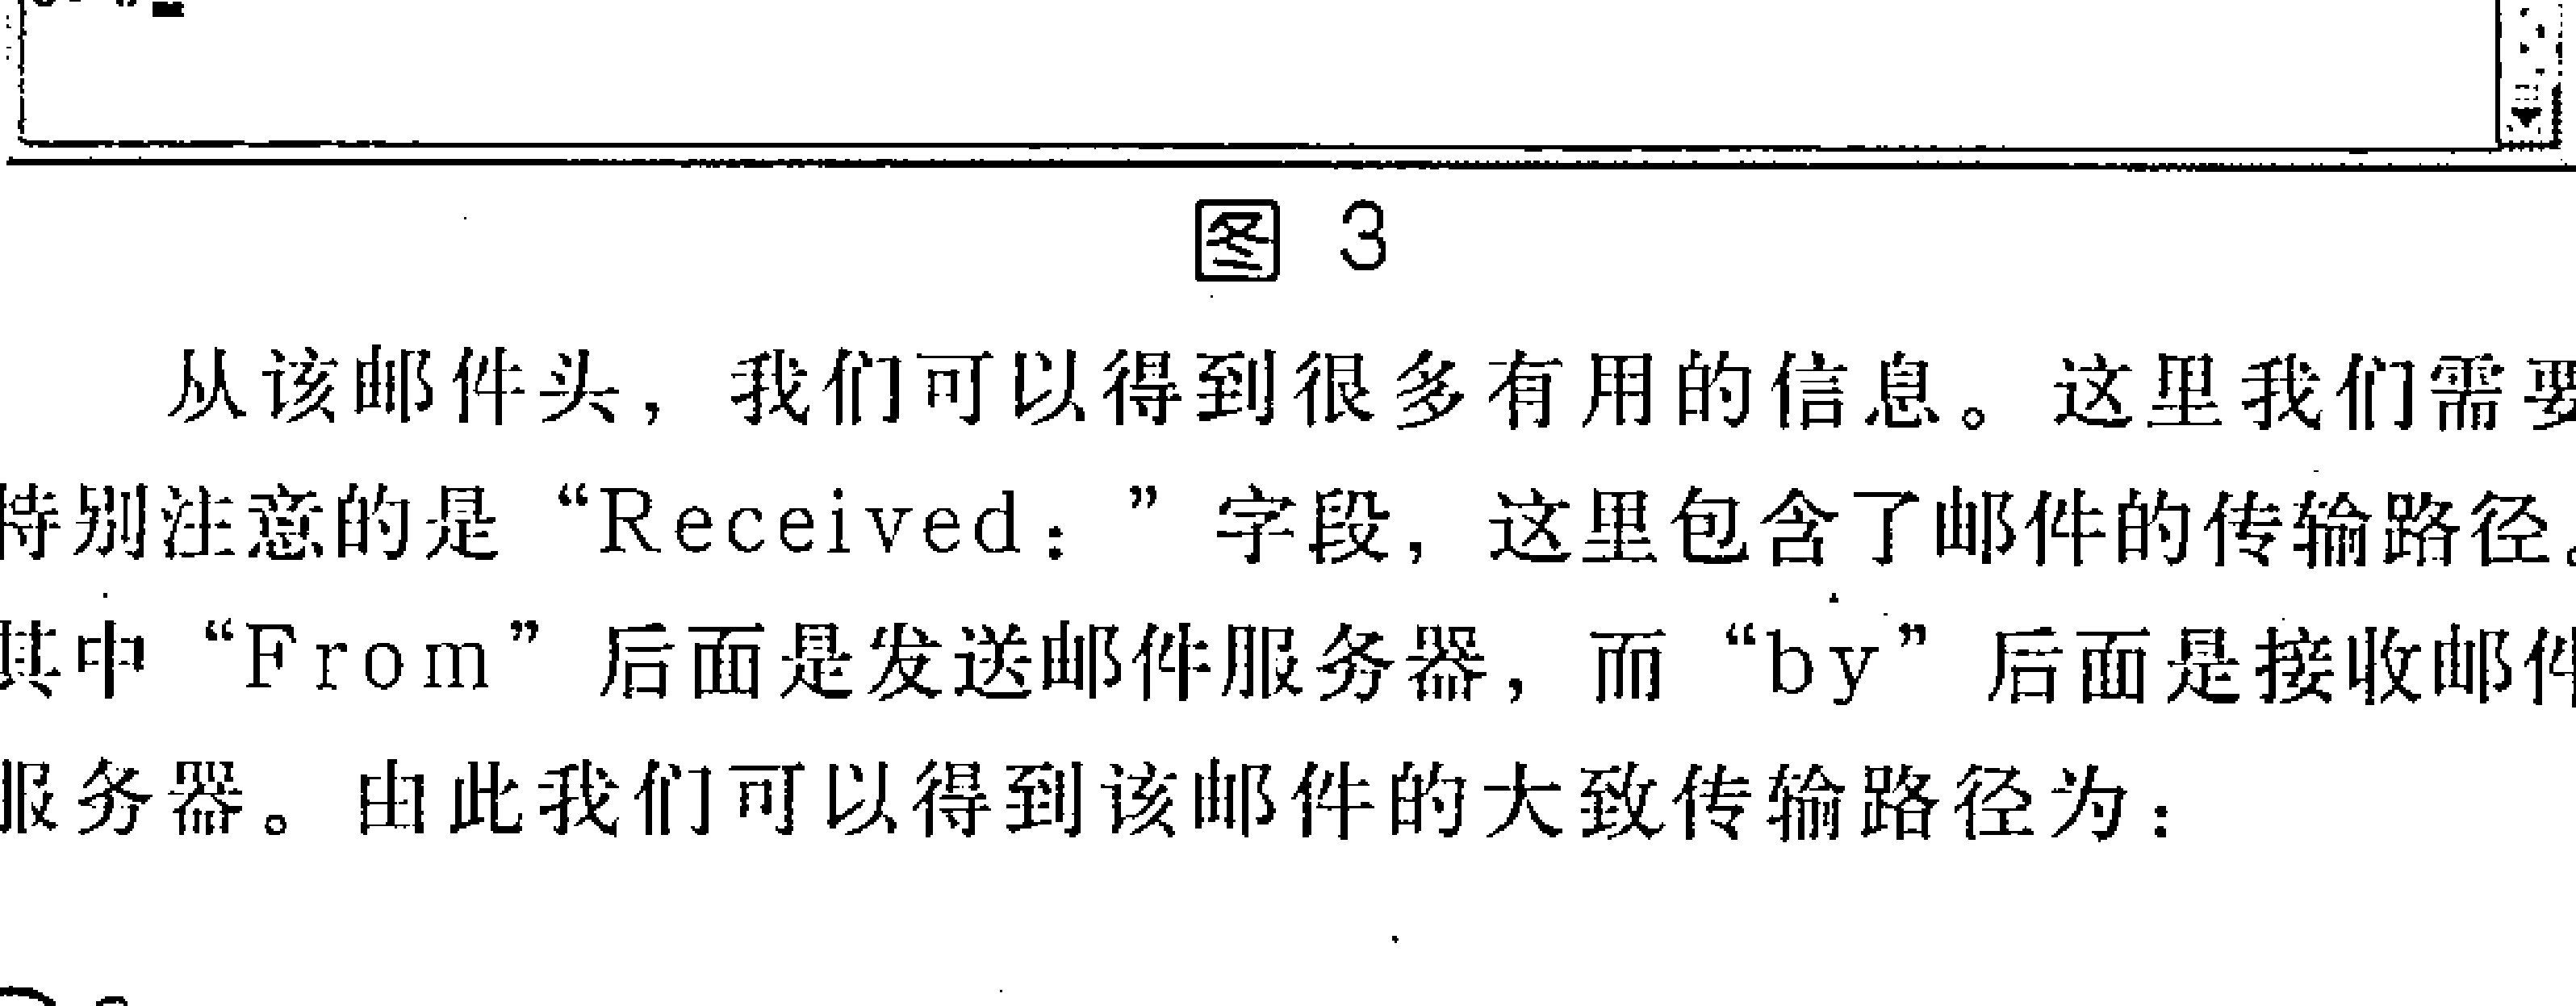 图 3
从该邮件头，我们可以得到很多有用的信息。这里我们需要
特别注意的是“Received：”字段，这里包含了邮件的传输路径。
其中“From”后面是发送邮件服务器，而“by”后面是接收邮件
服务器。由此我们可以得到该邮件的大致传输路径为：